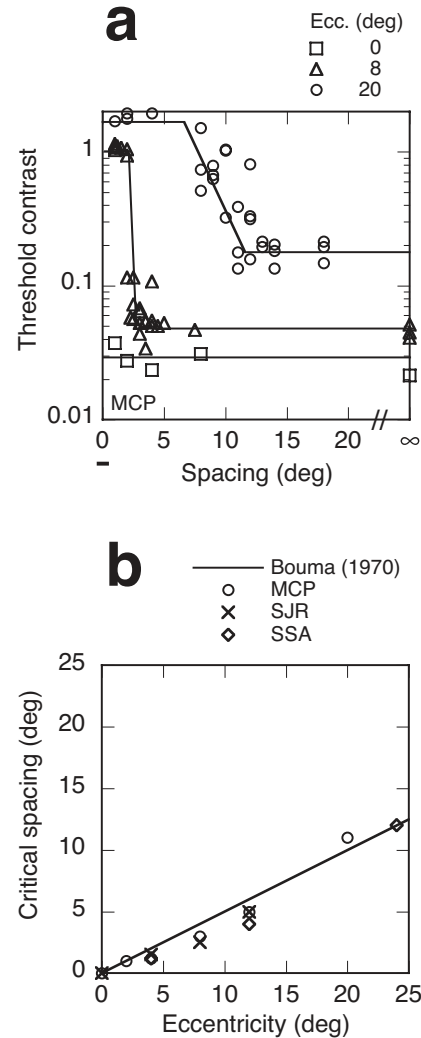 a
Ecc. (deg)
0
8
20
Threshold contrast
1
0.1
0.01
MCP
0 5 10 15 20 // ∞
Spacing (deg)
b
Bouma (1970)
MCP
SJR
SSA
Critical spacing (deg)
25
20
15
10
5
0
0 5 10 15 20 25
Eccentricity (deg)